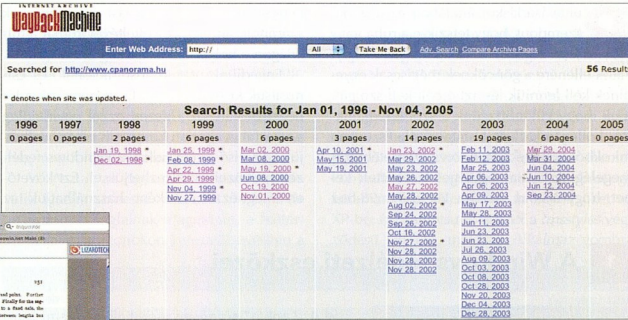 INTERNET ARCHIVE
WayBackMachine
Enter Web Address: http:// All Take Me Back Adv. Search Compare Archive Pages
Searched for http://www.cpanorama.hu 56 Results
* denotes when site was updated.
Search Results for Jan 01, 1996 - Nov 04, 2005
1996 1997 1998 1999 2000 2001 2002 2003 2004 2005
0 pages 0 pages 2 pages 6 pages 6 pages 3 pages 14 pages 19 pages 6 pages 0 pages
Jan 19, 1998 * Jan 25, 1999 * Mar 02, 2000 Apr 10, 2001 * Jan 23, 2002 * Feb 11, 2003 Mar 29, 2004
Dec 02, 1998 * Feb 08, 1999 * Mar 08, 2000 May 15, 2001 Mar 29, 2002 Feb 12, 2003 Mar 31, 2004
Apr 22, 1999 * May 19, 2000 * May 19, 2001 May 23, 2002 Mar 25, 2003 Jun 04, 2004
Apr 29, 1999 Jun 08, 2000 May 26, 2002 Apr 06, 2003 Jun 10, 2004
Nov 04, 1999 * Oct 19, 2000 May 27, 2002 Apr 06, 2003 Jun 12, 2004
Nov 27, 1999 Nov 01, 2000 May 28, 2002 Apr 09, 2003 Sep 23, 2004
Aug 02, 2002 * May 17, 2003
Sep 24, 2002 May 28, 2003
Sep 26, 2002 Jun 11, 2003
Oct 16, 2002 Jun 23, 2003
Nov 27, 2002 * Jun 23, 2003
Nov 28, 2002 Jul 26, 2003
Nov 28, 2002 Aug 09, 2003
Nov 28, 2002 Oct 03, 2003
Oct 08, 2003
Oct 28, 2003
Nov 20, 2003
Dec 04, 2003
Dec 28, 2003
LIZARDTECH
151